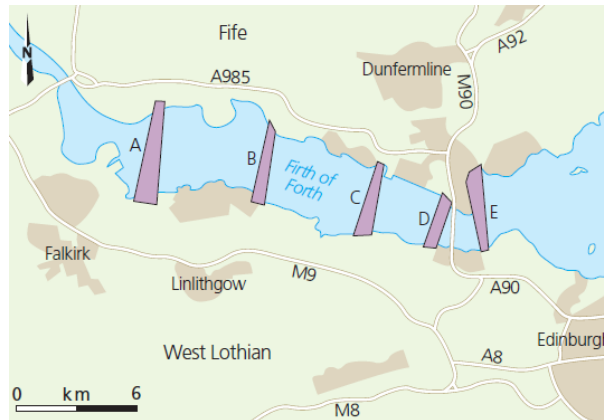 Fife
A92
N
Dunfermline
A985
M90
A
B
Firth of
Forth
C
D
E
Falkirk
M9
Linlithgow
A90
Edinburgh
West Lothian
A8
0 km 6
M8